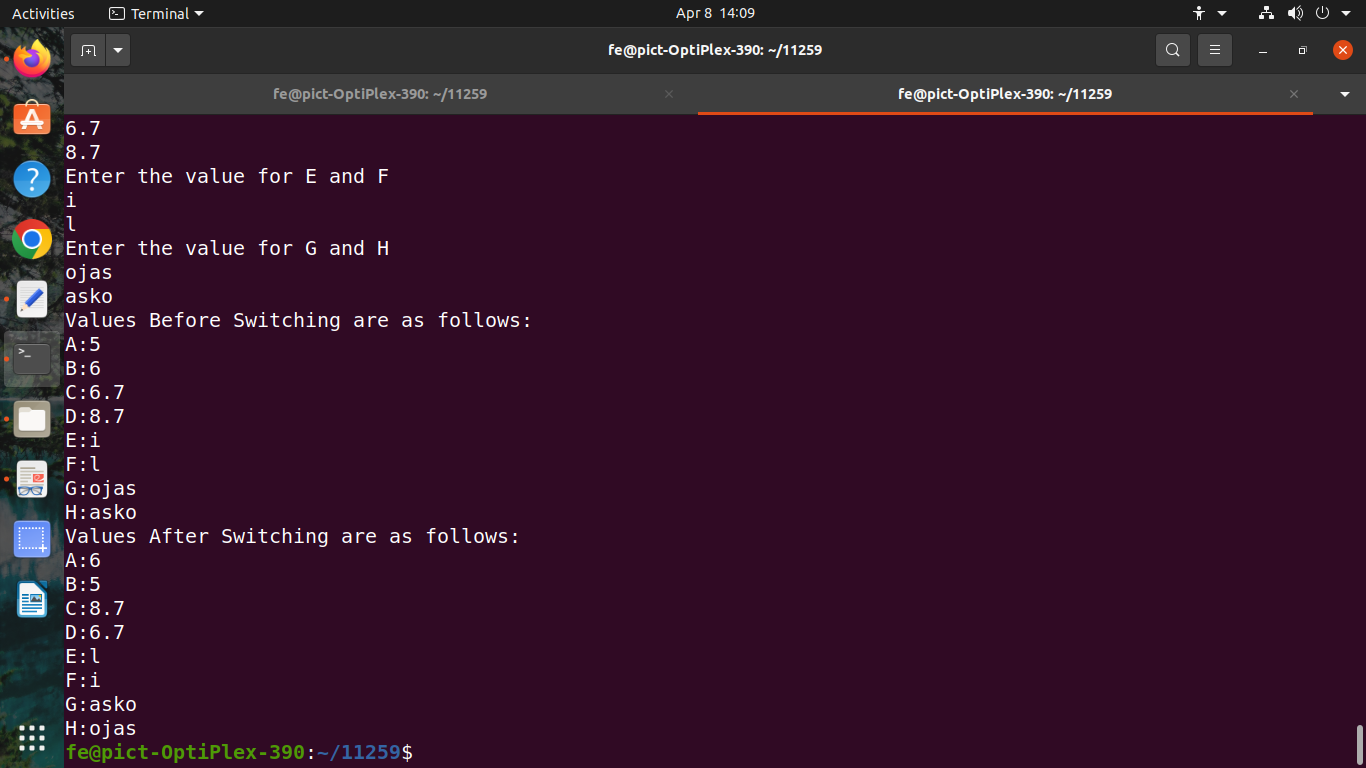 Activities Terminal Apr 8 14:09
fe@pict-OptiPlex-390: ~/11259
fe@pict-OptiPlex-390: ~/11259 fe@pict-OptiPlex-390: ~/11259
6.7
8.7
Enter the value for E and F
i
l
Enter the value for G and H
ojas
asko
Values Before Switching are as follows:
A:5
B:6
C:6.7
D:8.7
E:i
F:l
G:ojas
H:asko
Values After Switching are as follows:
A:6
B:5
C:8.7
D:6.7
E:l
F:i
G:asko
H:ojas
fe@pict-OptiPlex-390:~/11259$